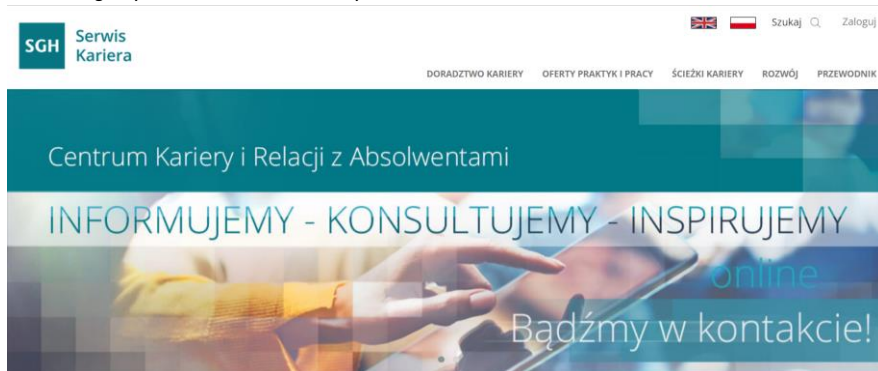 SGH
Serwis
Kariera
Szukaj
Zaloguj
DORADZTWO KARIERY OFERTY PRAKTYK I PRACY ŚCIEŻKI KARIERY ROZWÓJ PRZEWODNIK
Centrum Kariery i Relacji z Absolwentami
INFORMUJEMY - KONSULTUJEMY - INSPIRUJEMY
online
Bądźmy w kontakcie!